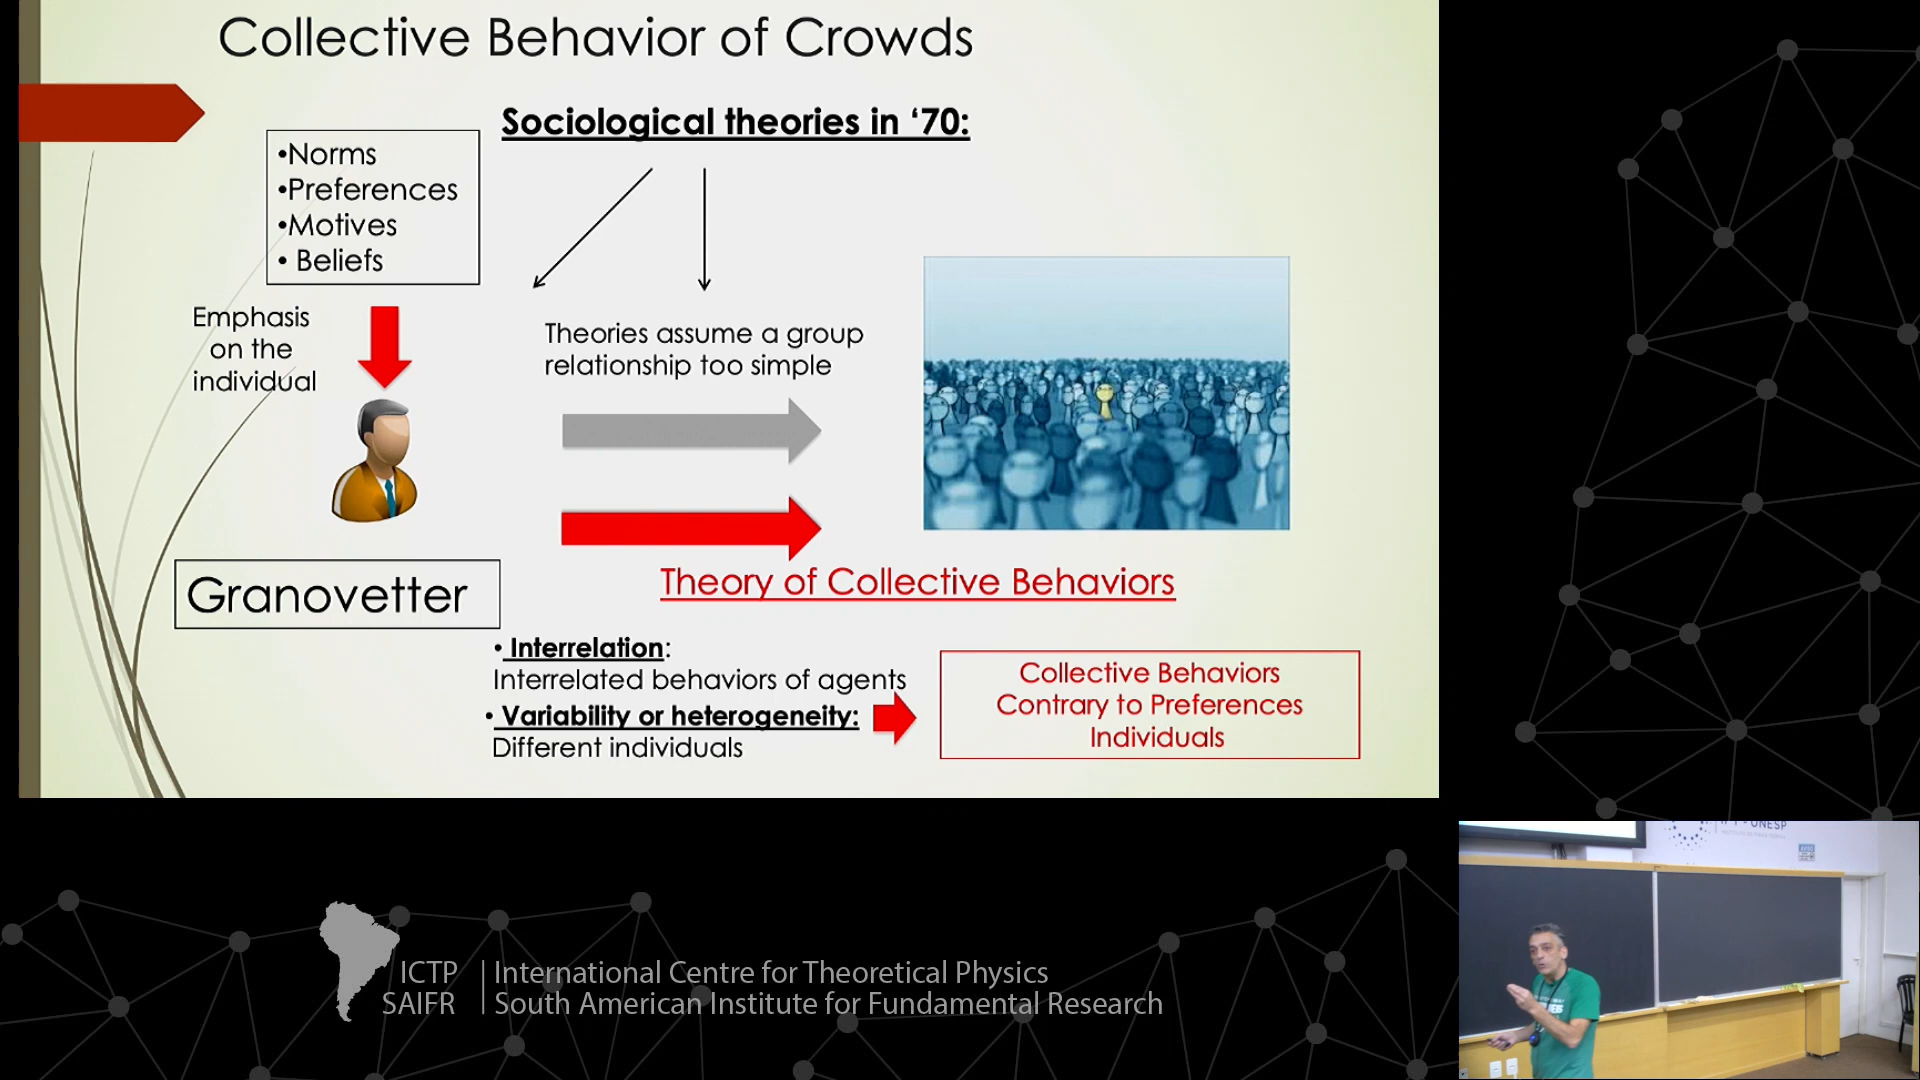 Collective Behavior of Crowds
Sociological theories in ‘70:
•Norms
•Preferences
•Motives
• Beliefs
Emphasis
on the
individual
Theories assume a group
relationship too simple
Granovetter
Theory of Collective Behaviors
• Interrelation:
Interrelated behaviors of agents
• Variability or heterogeneity:
Different individuals
Collective Behaviors
Contrary to Preferences
Individuals
ICTP
SAIFR
International Centre for Theoretical Physics
South American Institute for Fundamental Research
UNESP